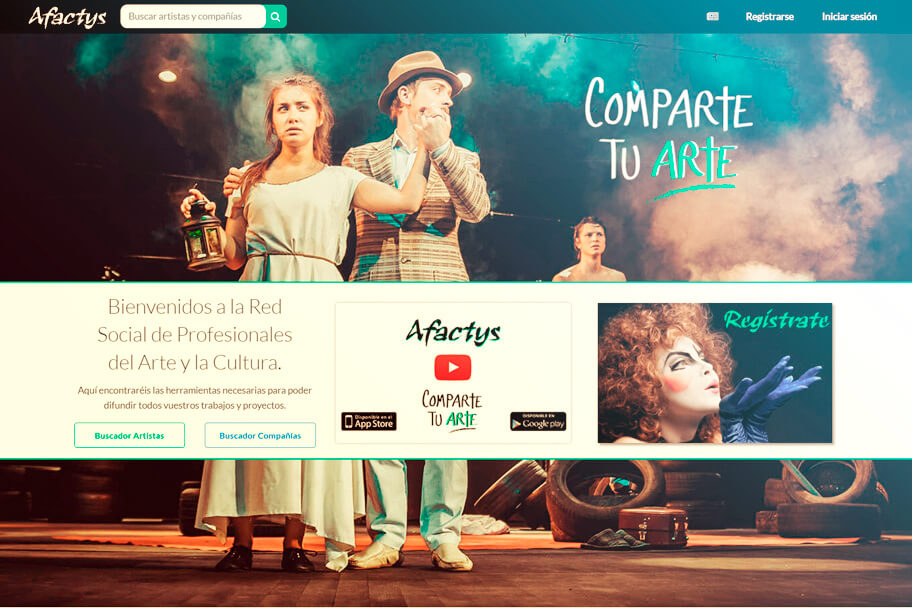 Afactys
Buscar artistas y compañías
Registrarse
Iniciar sesión
COMPARTE
TU ARTE
Bienvenidos a la Red
Social de Profesionales
del Arte y la Cultura.
Aquí encontraréis las herramientas necesarias para poder
difundir todos vuestros trabajos y proyectos.
Buscador Artistas
Buscador Compañías
Afactys
COMPARTE
TU ARTE
Disponible en el
App Store
DISPONIBLE EN
Google play
Regístrate